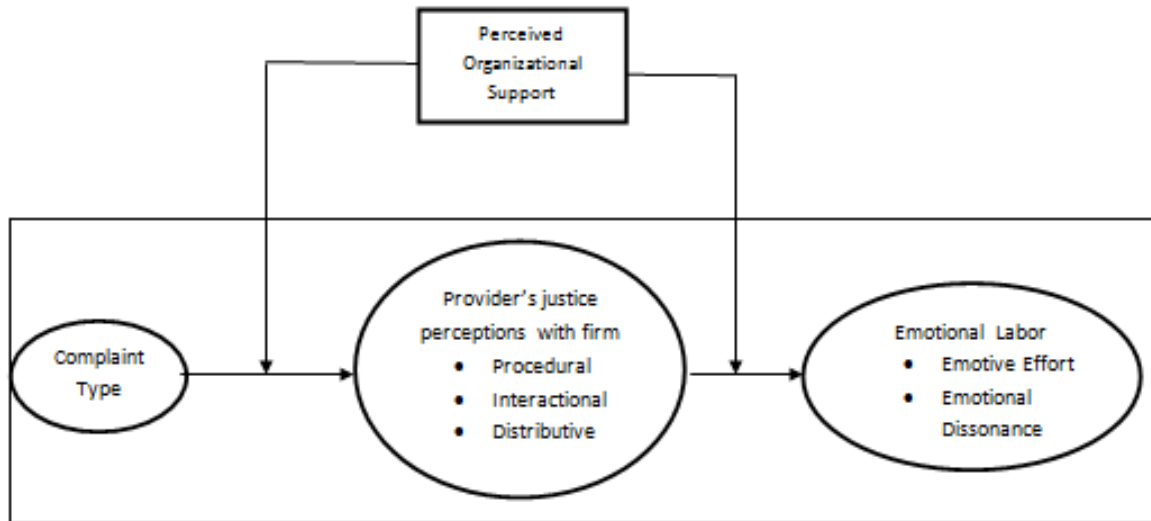 Perceived
Organizational
Support
Complaint
Type
Provider's justice
perceptions with firm
• Procedural
• Interactional
• Distributive
Emotional Labor
• Emotive Effort
• Emotional
Dissonance